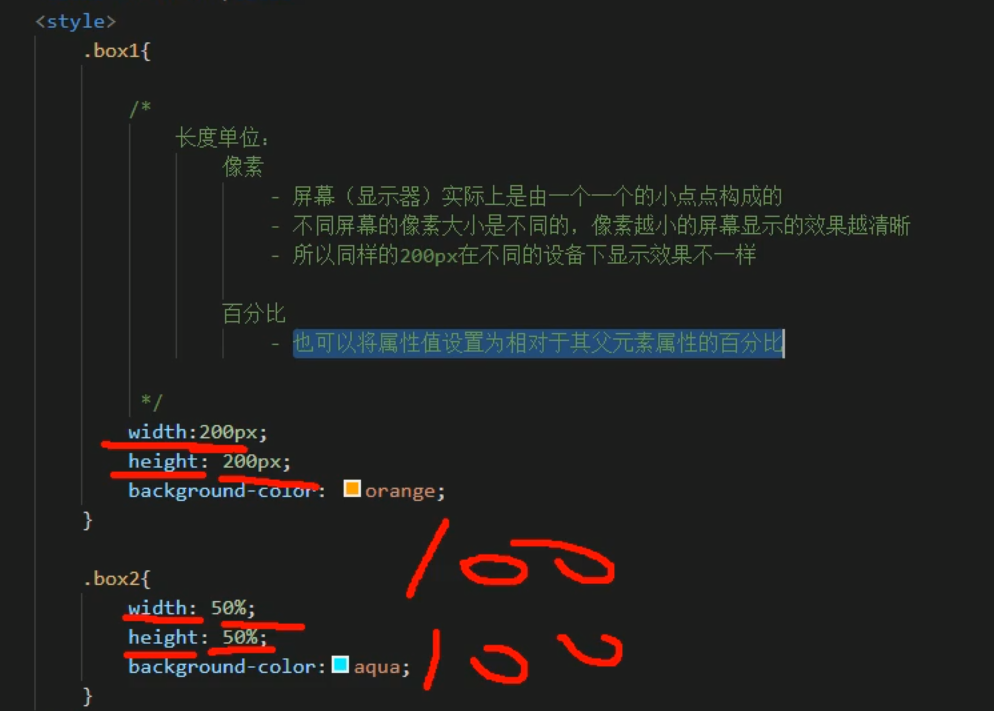 <style>
.box1{
/*
长度单位：
像素
- 屏幕（显示器）实际上是由一个一个的小点点构成的
- 不同屏幕的像素大小是不同的，像素越小的屏幕显示的效果越清晰
- 所以同样的200px在不同的设备下显示效果不一样
百分比
- 也可以将属性值设置为相对于其父元素属性的百分比
*/
width:200px;
height: 200px;
background-color: orange;
}
100
.box2{
width: 50%;
height: 50%;
100
background-color: aqua;
}